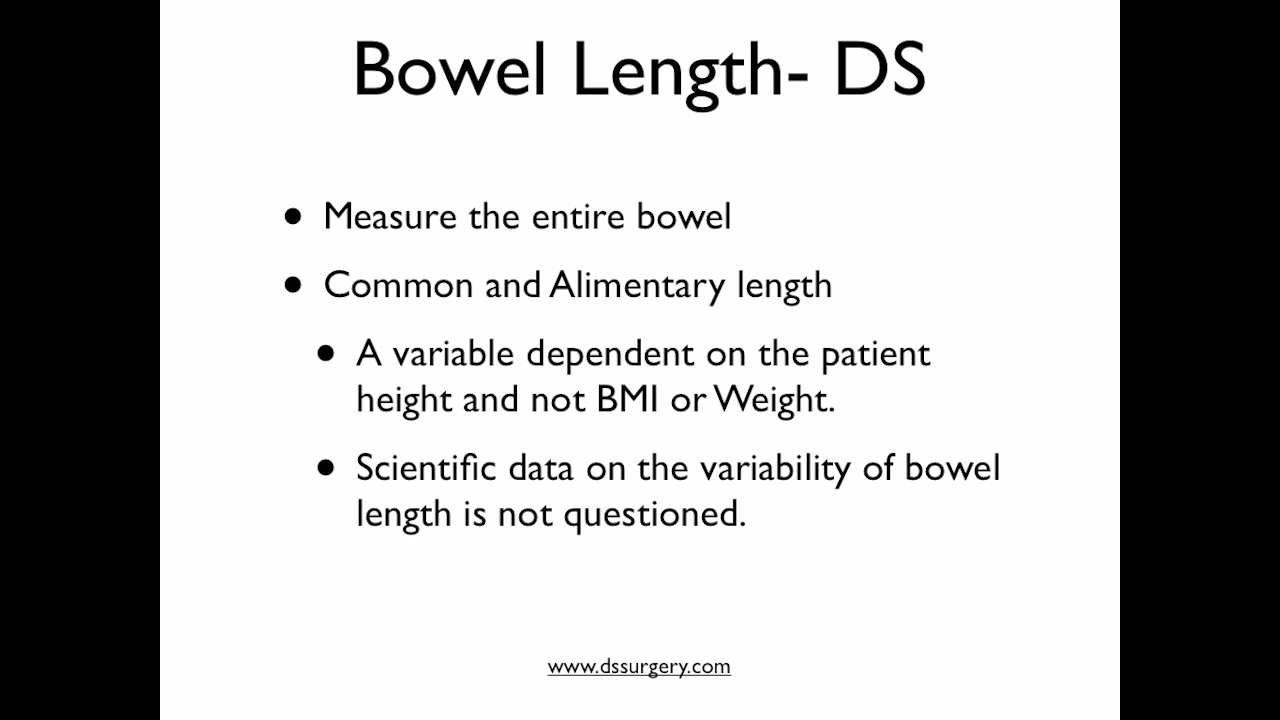 Bowel Length- DS
• Measure the entire bowel
• Common and Alimentary length
• A variable dependent on the patient
height and not BMI or Weight.
• Scientific data on the variability of bowel
length is not questioned.
www.dssurgery.com